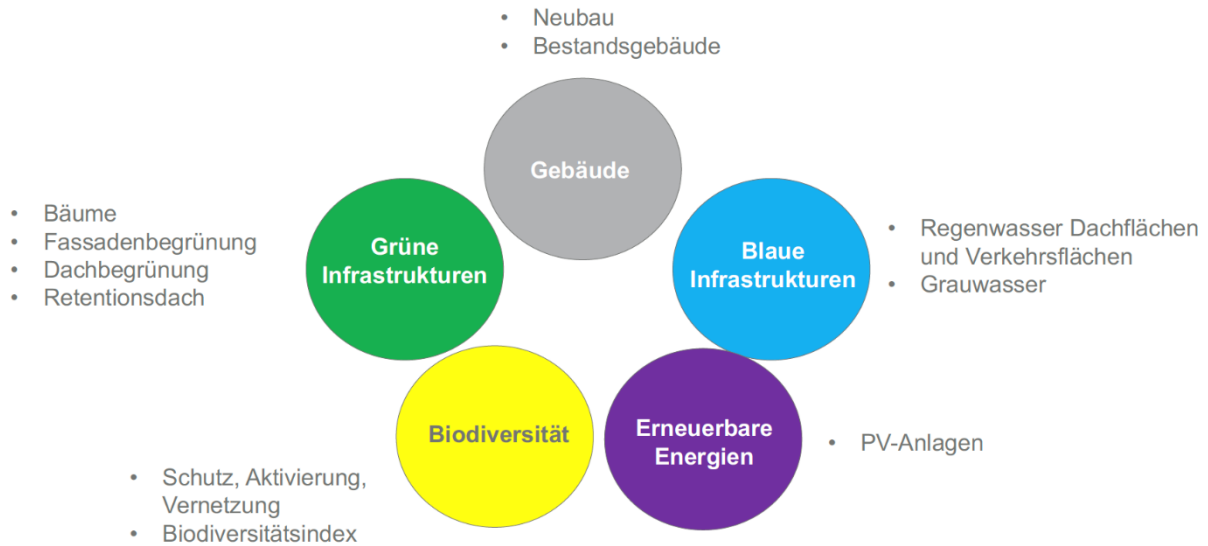 • Neubau
• Bestandsgebäude
Gebäude
• Bäume
• Fassadenbegrünung
• Dachbegrünung
• Retentionsdach
Grüne
Infrastrukturen
Blaue
Infrastrukturen
• Regenwasser Dachflächen
und Verkehrsflächen
• Grauwasser
Biodiversität
• Schutz, Aktivierung,
Vernetzung
• Biodiversitätsindex
Erneuerbare
Energien
• PV-Anlagen